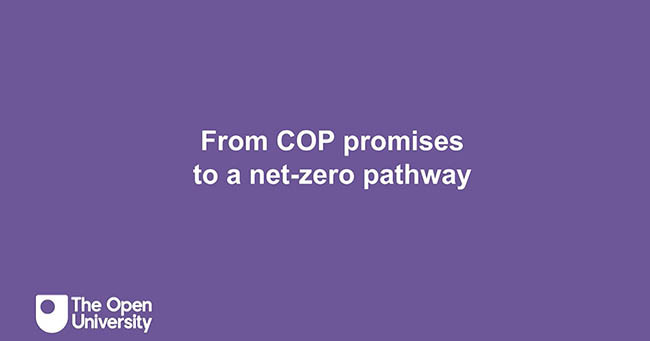 From COP promises
to a net-zero pathway
The Open
University